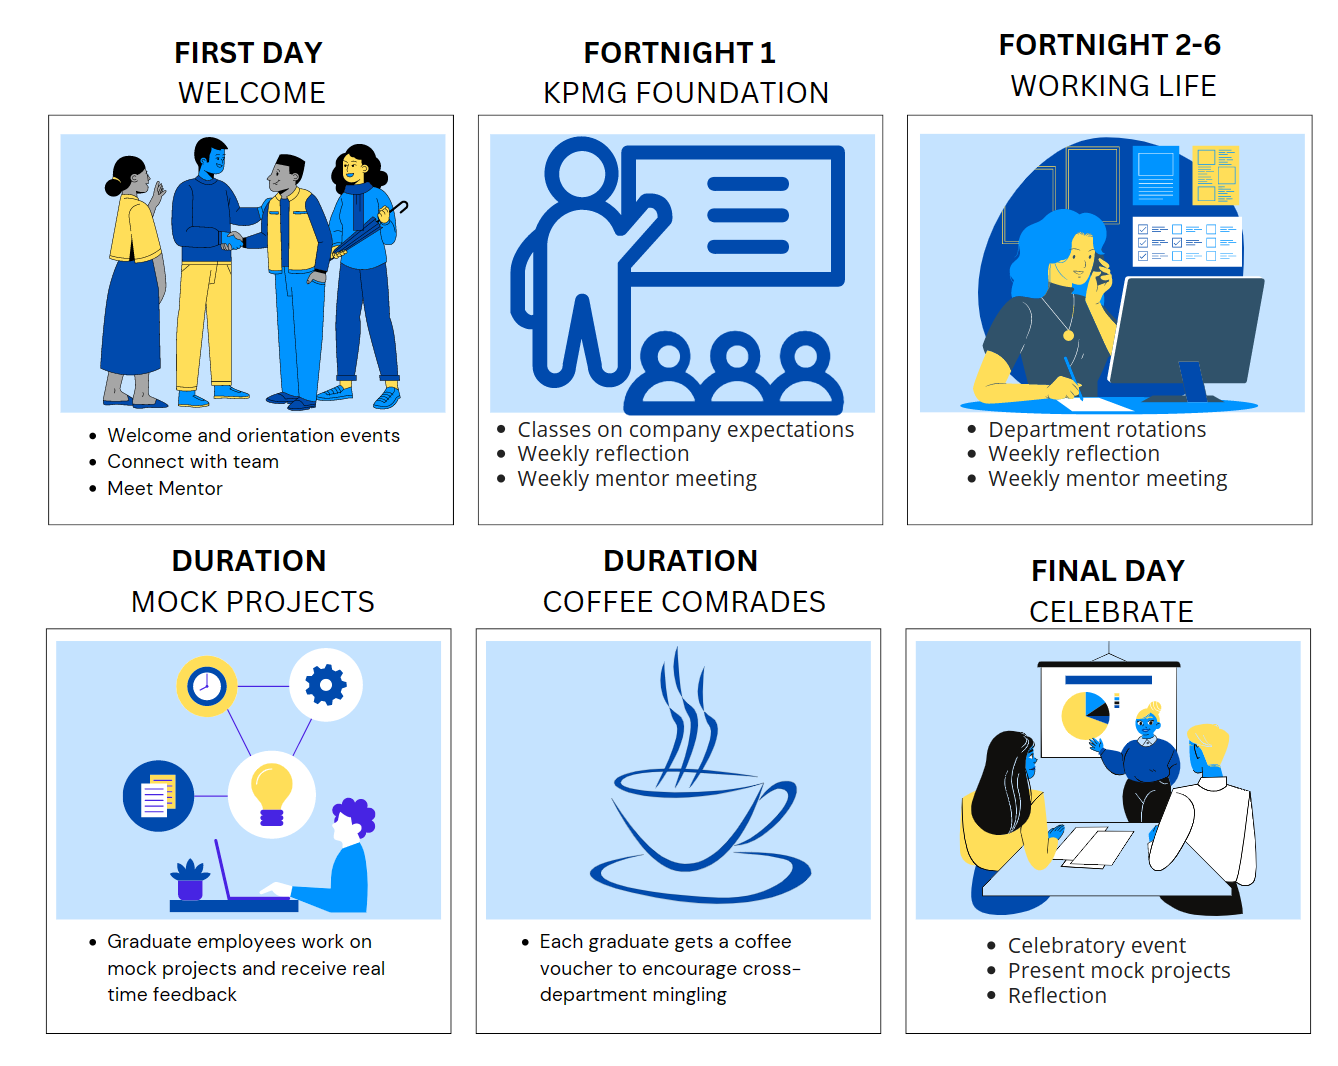 FIRST DAY
WELCOME
• Welcome and orientation events
• Connect with team
• Meet Mentor
FORTNIGHT 1
KPMG FOUNDATION
• Classes on company expectations
• Weekly reflection
• Weekly mentor meeting
FORTNIGHT 2-6
WORKING LIFE
• Department rotations
• Weekly reflection
• Weekly mentor meeting
DURATION
MOCK PROJECTS
• Graduate employees work on
mock projects and receive real
time feedback
DURATION
COFFEE COMRADES
• Each graduate gets a coffee
voucher to encourage cross-
department mingling
FINAL DAY
CELEBRATE
• Celebratory event
• Present mock projects
• Reflection